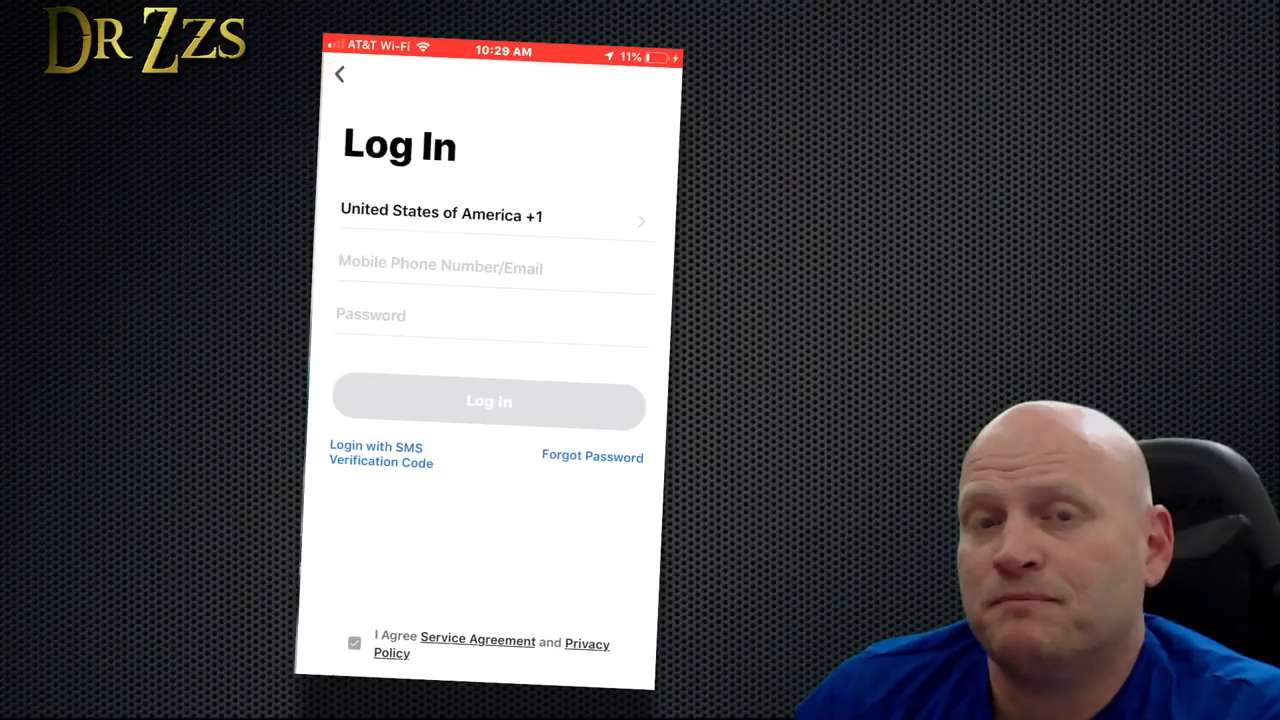 DR ZZS
AT&T Wi-Fi
10:29 AM
11%
Log In
United States of America +1
Mobile Phone Number/Email
Password
Log In
Login with SMS
Verification Code
Forgot Password
I Agree Service Agreement and Privacy
Policy